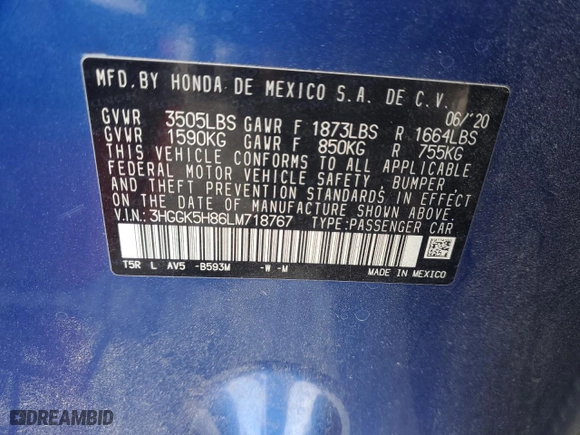 MFD. BY HONDA DE MEXICO S.A. DE C.V.
06/'20
GVWR 3505LBS GAWR F 1873LBS R 1664LBS
GVWR 1590KG GAWR F 850KG R 755KG
THIS VEHICLE CONFORMS TO ALL APPLICABLE
FEDERAL MOTOR VEHICLE SAFETY, BUMPER,
AND THEFT PREVENTION STANDARDS IN EFFECT
ON THE DATE OF MANUFACTURE SHOWN ABOVE.
V.I.N.: 3HGGK5H86LM718767 TYPE:PASSENGER CAR
T5R L AV5 -B593M -W -M
MADE IN MEXICO
DREAMBID